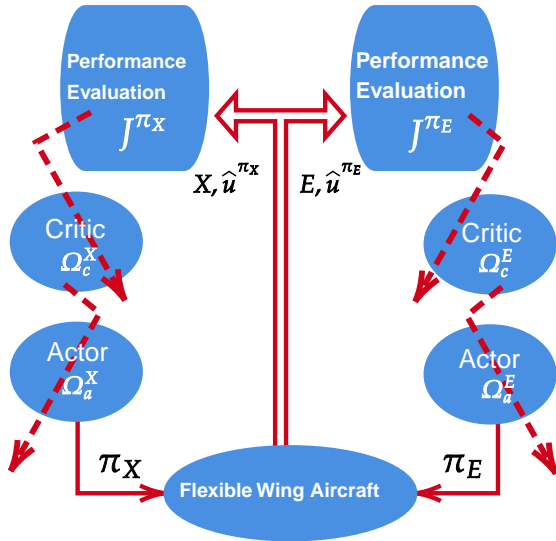 Performance
Evaluation
J^{π_X}
Performance
Evaluation
J^{π_E}
X, û^{π_X}
E, û^{π_E}
Critic
Ω_c^X
Critic
Ω_c^E
Actor
Ω_a^X
Actor
Ω_a^E
π_X
π_E
Flexible Wing Aircraft